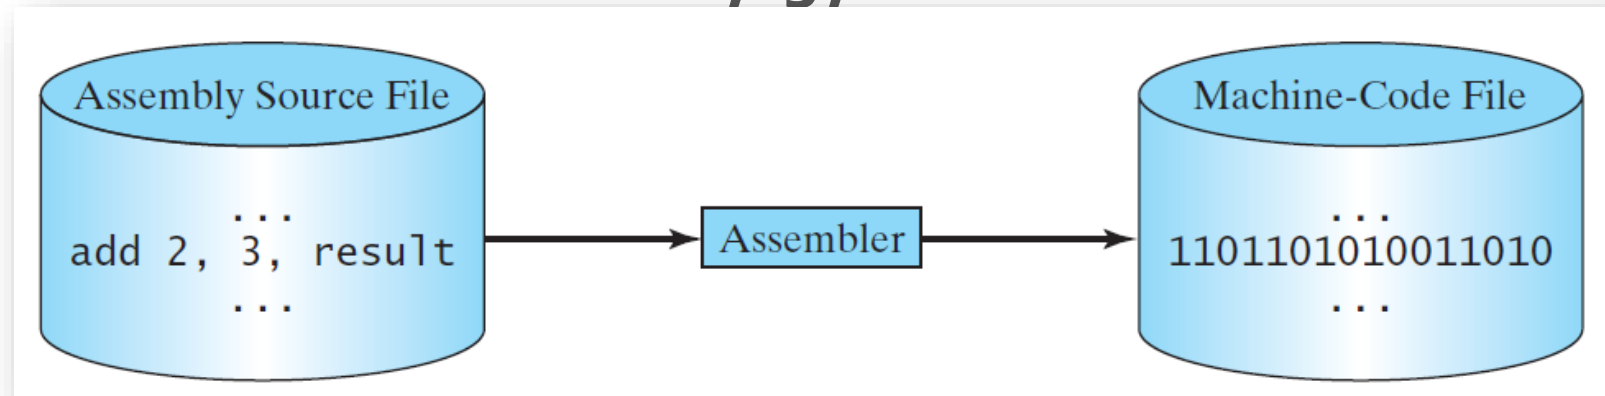 Assembly Source File
...
add 2, 3, result
...
Assembler
Machine-Code File
...
1101101010011010
...